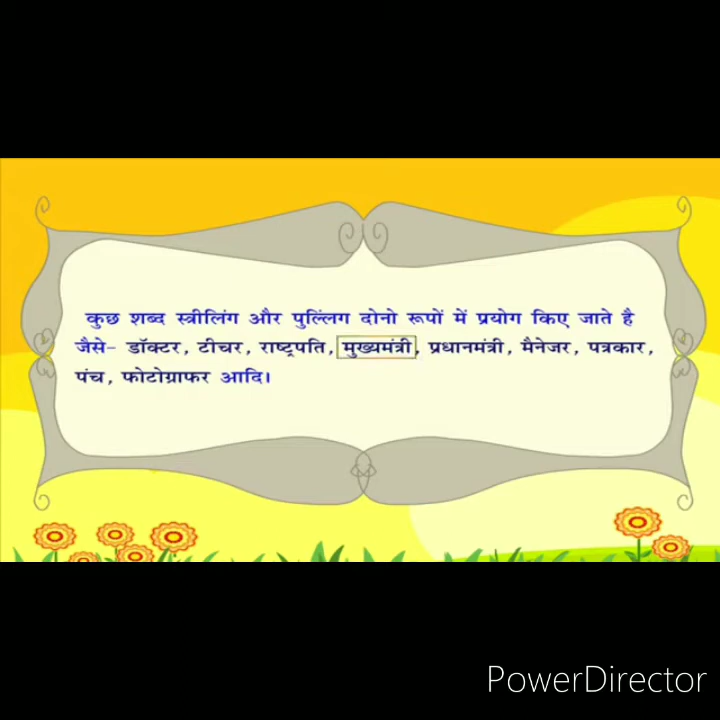 कुछ शब्द स्त्रीलिंग और पुल्लिंग दोनो रूपों में प्रयोग किए जाते है
जैसे- डॉक्टर, टीचर, राष्ट्रपति, मुख्यमंत्री, प्रधानमंत्री, मैनेजर, पत्रकार,
पंच, फोटोग्राफर आदि।
PowerDirector